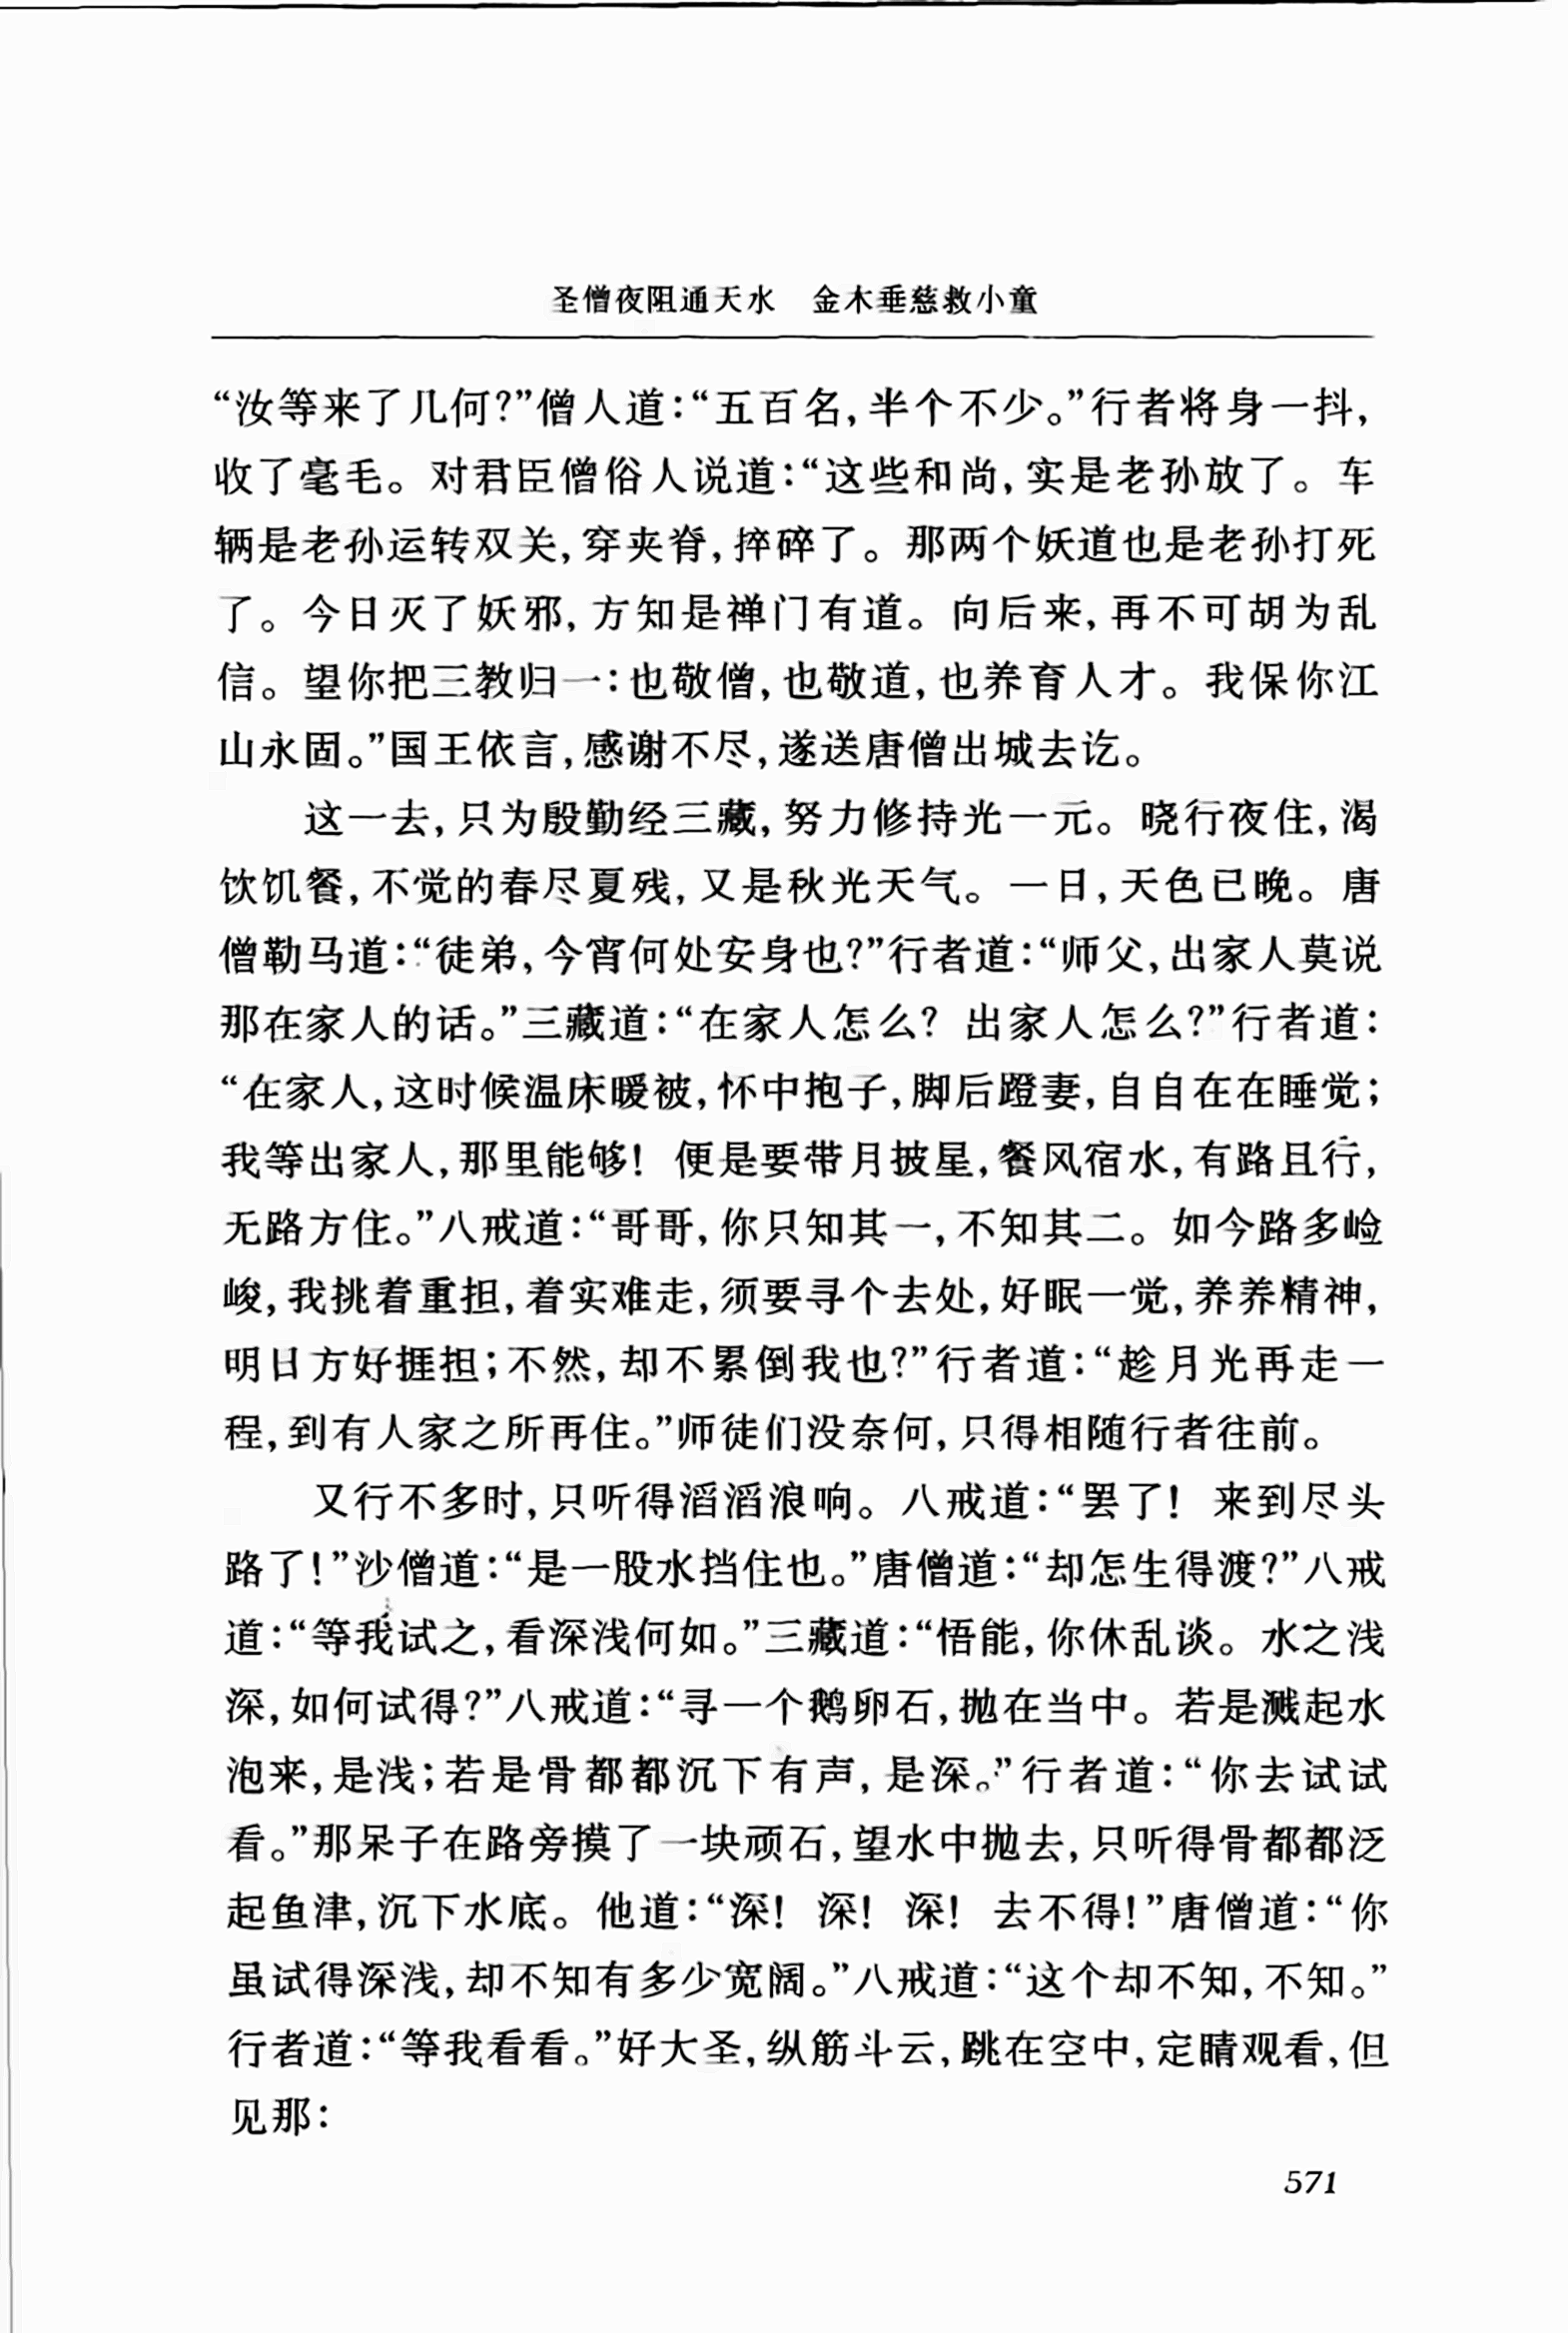 圣僧夜阻通天水　金木垂慈救小童
“汝等来了几何?”僧人道:“五百名,半个不少。”行者将身一抖,
收了毫毛。对君臣僧俗人说道:“这些和尚,实是老孙放了。车
辆是老孙运转双关,穿夹脊,捽碎了。那两个妖道也是老孙打死
了。今日灭了妖邪,方知是禅门有道。向后来,再不可胡为乱
信。望你把三教归一:也敬僧,也敬道,也养育人才。我保你江
山永固。”国王依言,感谢不尽,遂送唐僧出城去讫。
这一去,只为殷勤经三藏,努力修持光一元。晓行夜住,渴
饮饥餐,不觉的春尽夏残,又是秋光天气。一日,天色已晚。唐
僧勒马道:“徒弟,今宵何处安身也?”行者道:“师父,出家人莫说
那在家人的话。”三藏道:“在家人怎么? 出家人怎么?”行者道:
“在家人,这时候温床暖被,怀中抱子,脚后蹬妻,自自在在睡觉;
我等出家人,那里能够! 便是要带月披星,餐风宿水,有路且行,
无路方住。”八戒道:“哥哥,你只知其一,不知其二。如今路多崄
峻,我挑着重担,着实难走,须要寻个去处,好眠一觉,养养精神,
明日方好捱担;不然,却不累倒我也?”行者道:“趁月光再走一
程,到有人家之所再住。”师徒们没奈何,只得相随行者往前。
又行不多时,只听得滔滔浪响。八戒道:“罢了! 来到尽头
路了!”沙僧道:“是一股水挡住也。”唐僧道:“却怎生得渡?”八戒
道:“等我试之,看深浅何如。”三藏道:“悟能,你休乱谈。水之浅
深,如何试得?”八戒道:“寻一个鹅卵石,抛在当中。若是溅起水
泡来,是浅;若是骨都都沉下有声,是深。”行者道:“你去试试
看。”那呆子在路旁摸了一块顽石,望水中抛去,只听得骨都都泛
起鱼津,沉下水底。他道:“深! 深! 深! 去不得!”唐僧道:“你
虽试得深浅,却不知有多少宽阔。”八戒道:“这个却不知,不知。”
行者道:“等我看看。”好大圣,纵筋斗云,跳在空中,定睛观看,但
见那:
571